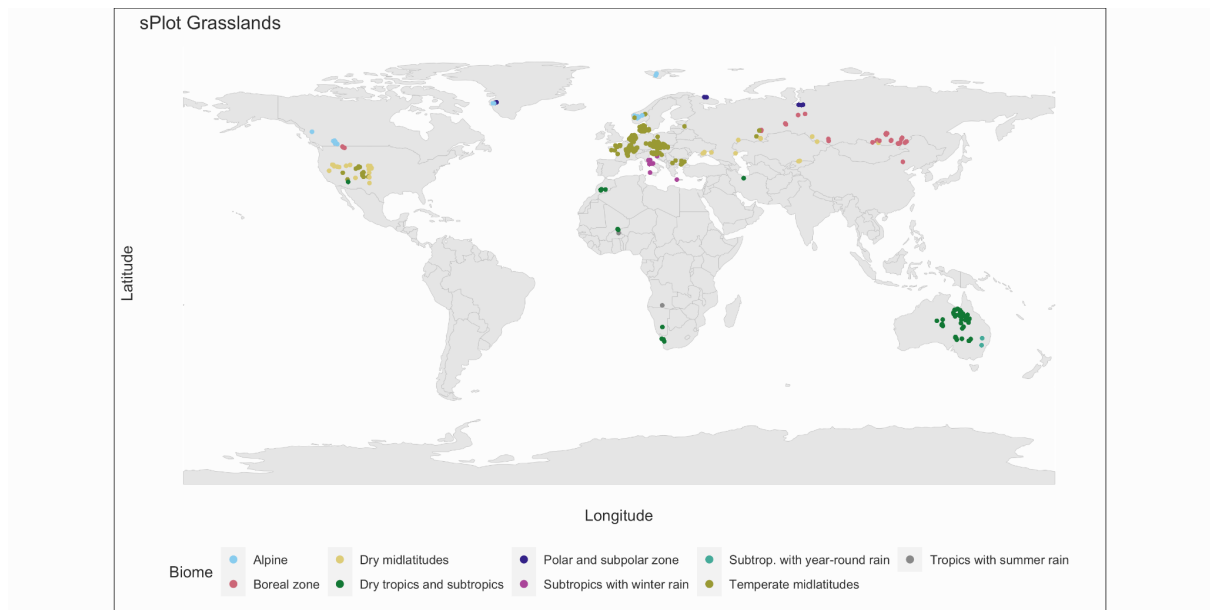 sPlot Grasslands
Latitude
Longitude
Biome
Alpine
Dry midlatitudes
Polar and subpolar zone
Subtrop. with year-round rain
Tropics with summer rain
Boreal zone
Dry tropics and subtropics
Subtropics with winter rain
Temperate midlatitudes